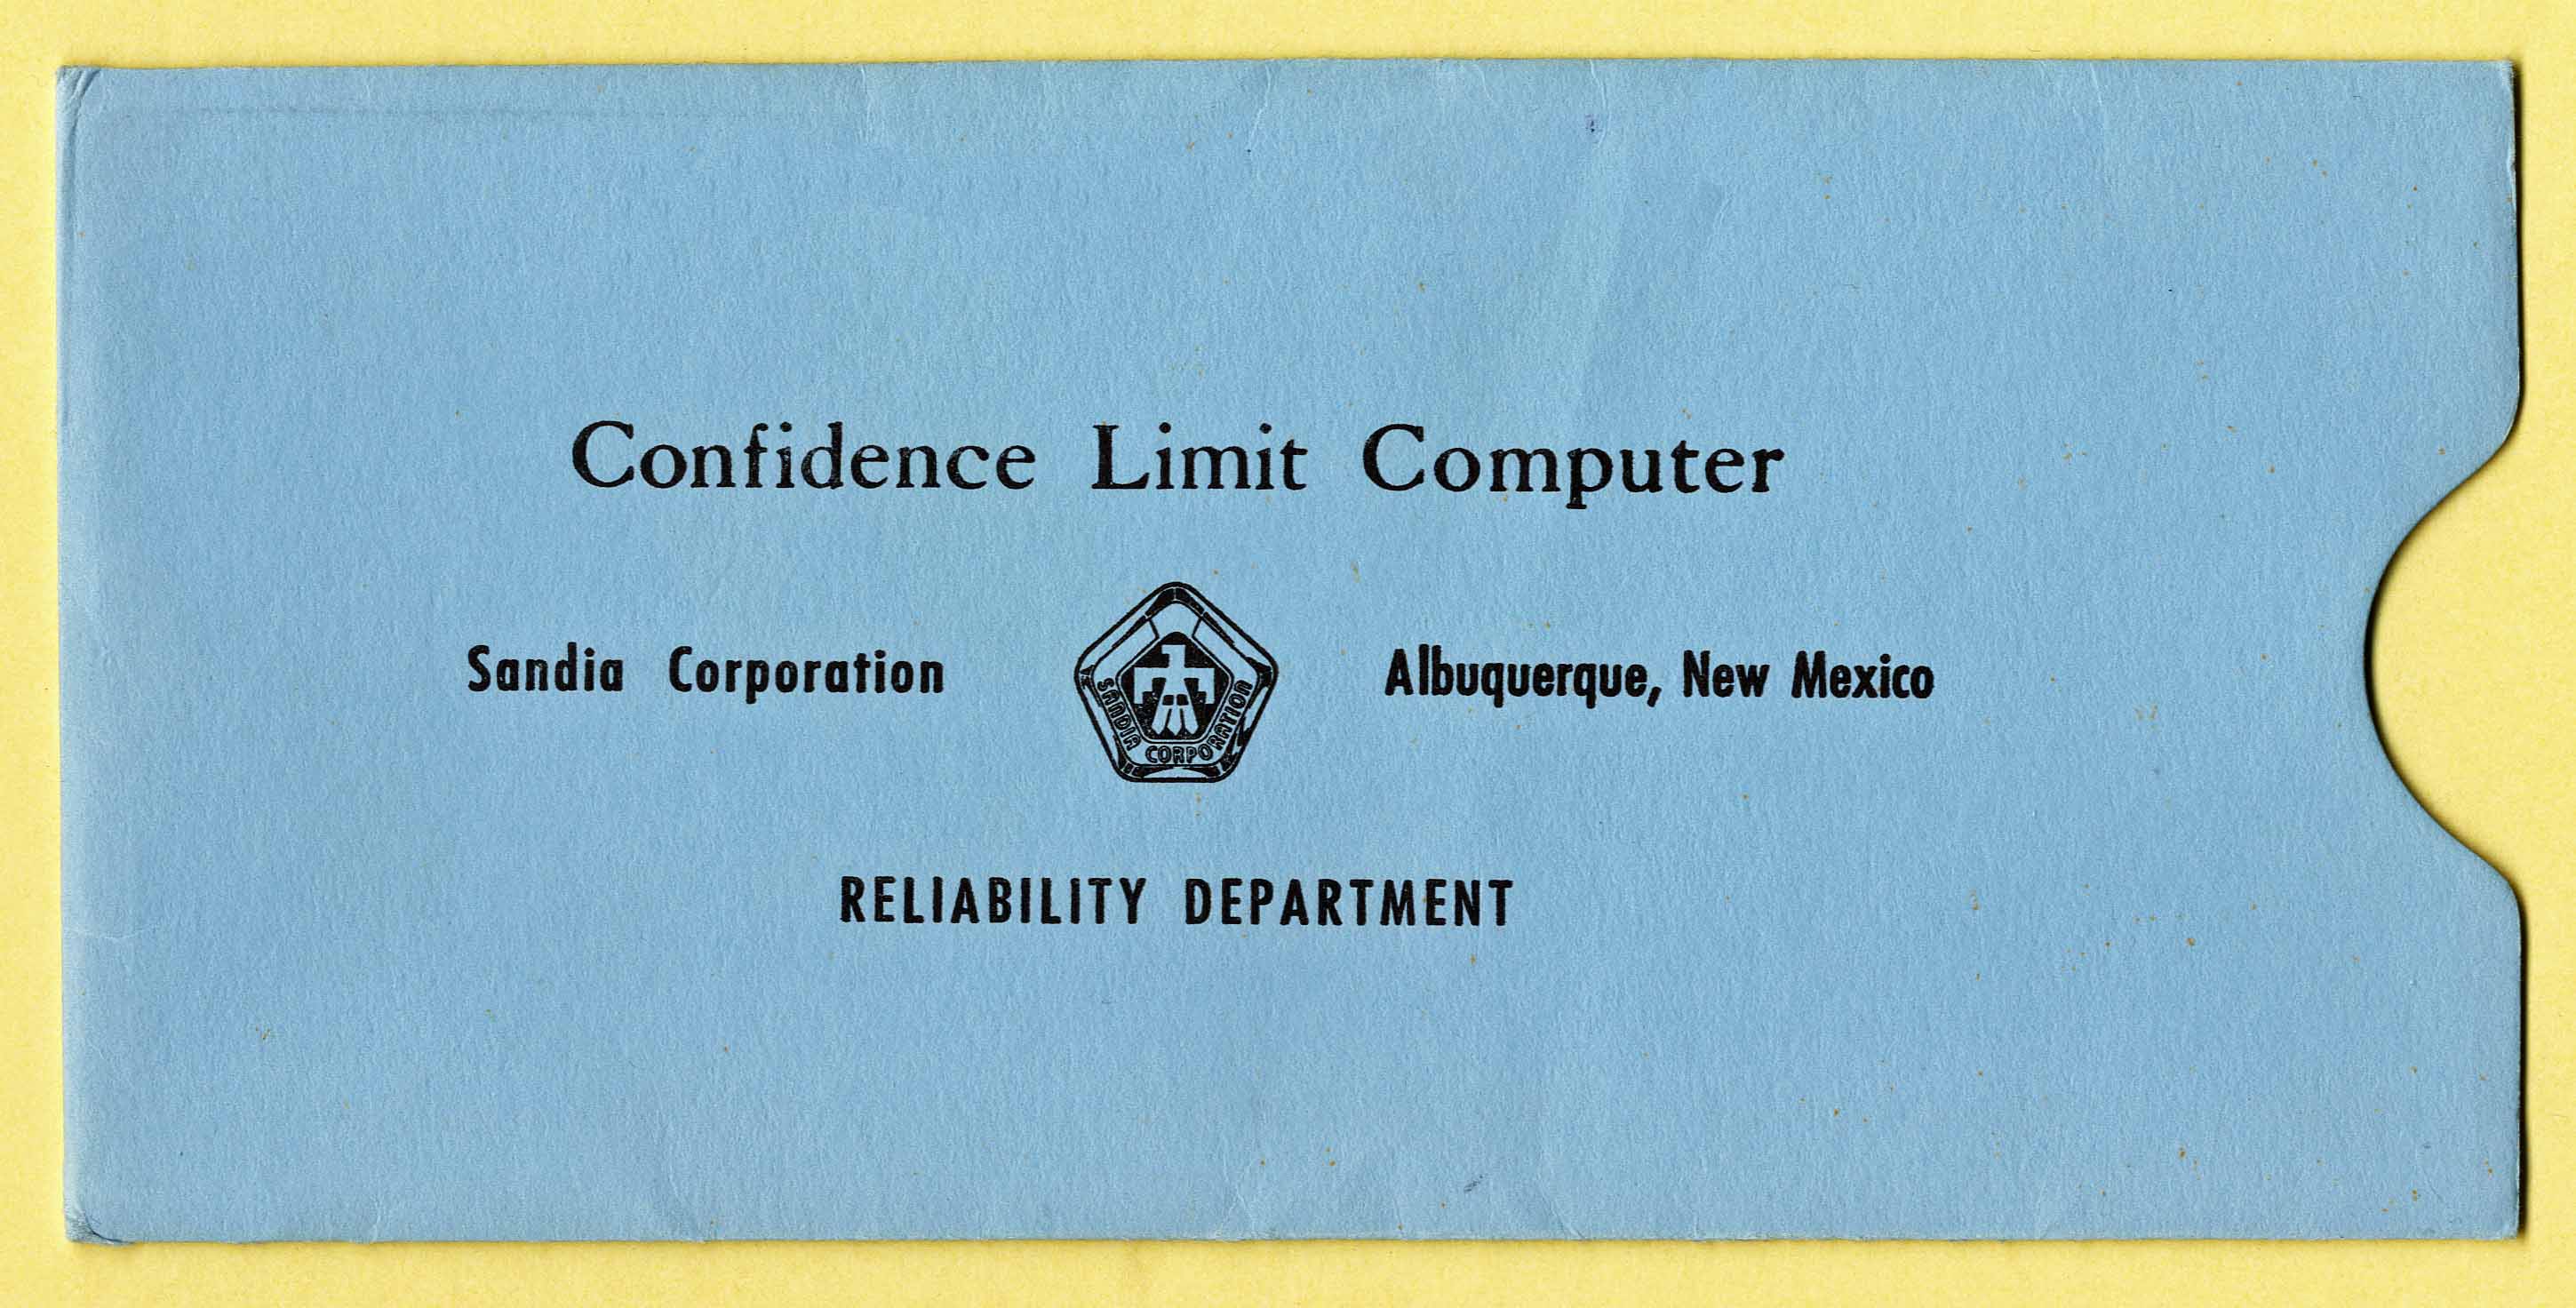 Confidence Limit Computer
Sandia Corporation
SANDIA CORPORATION
Albuquerque, New Mexico
RELIABILITY DEPARTMENT